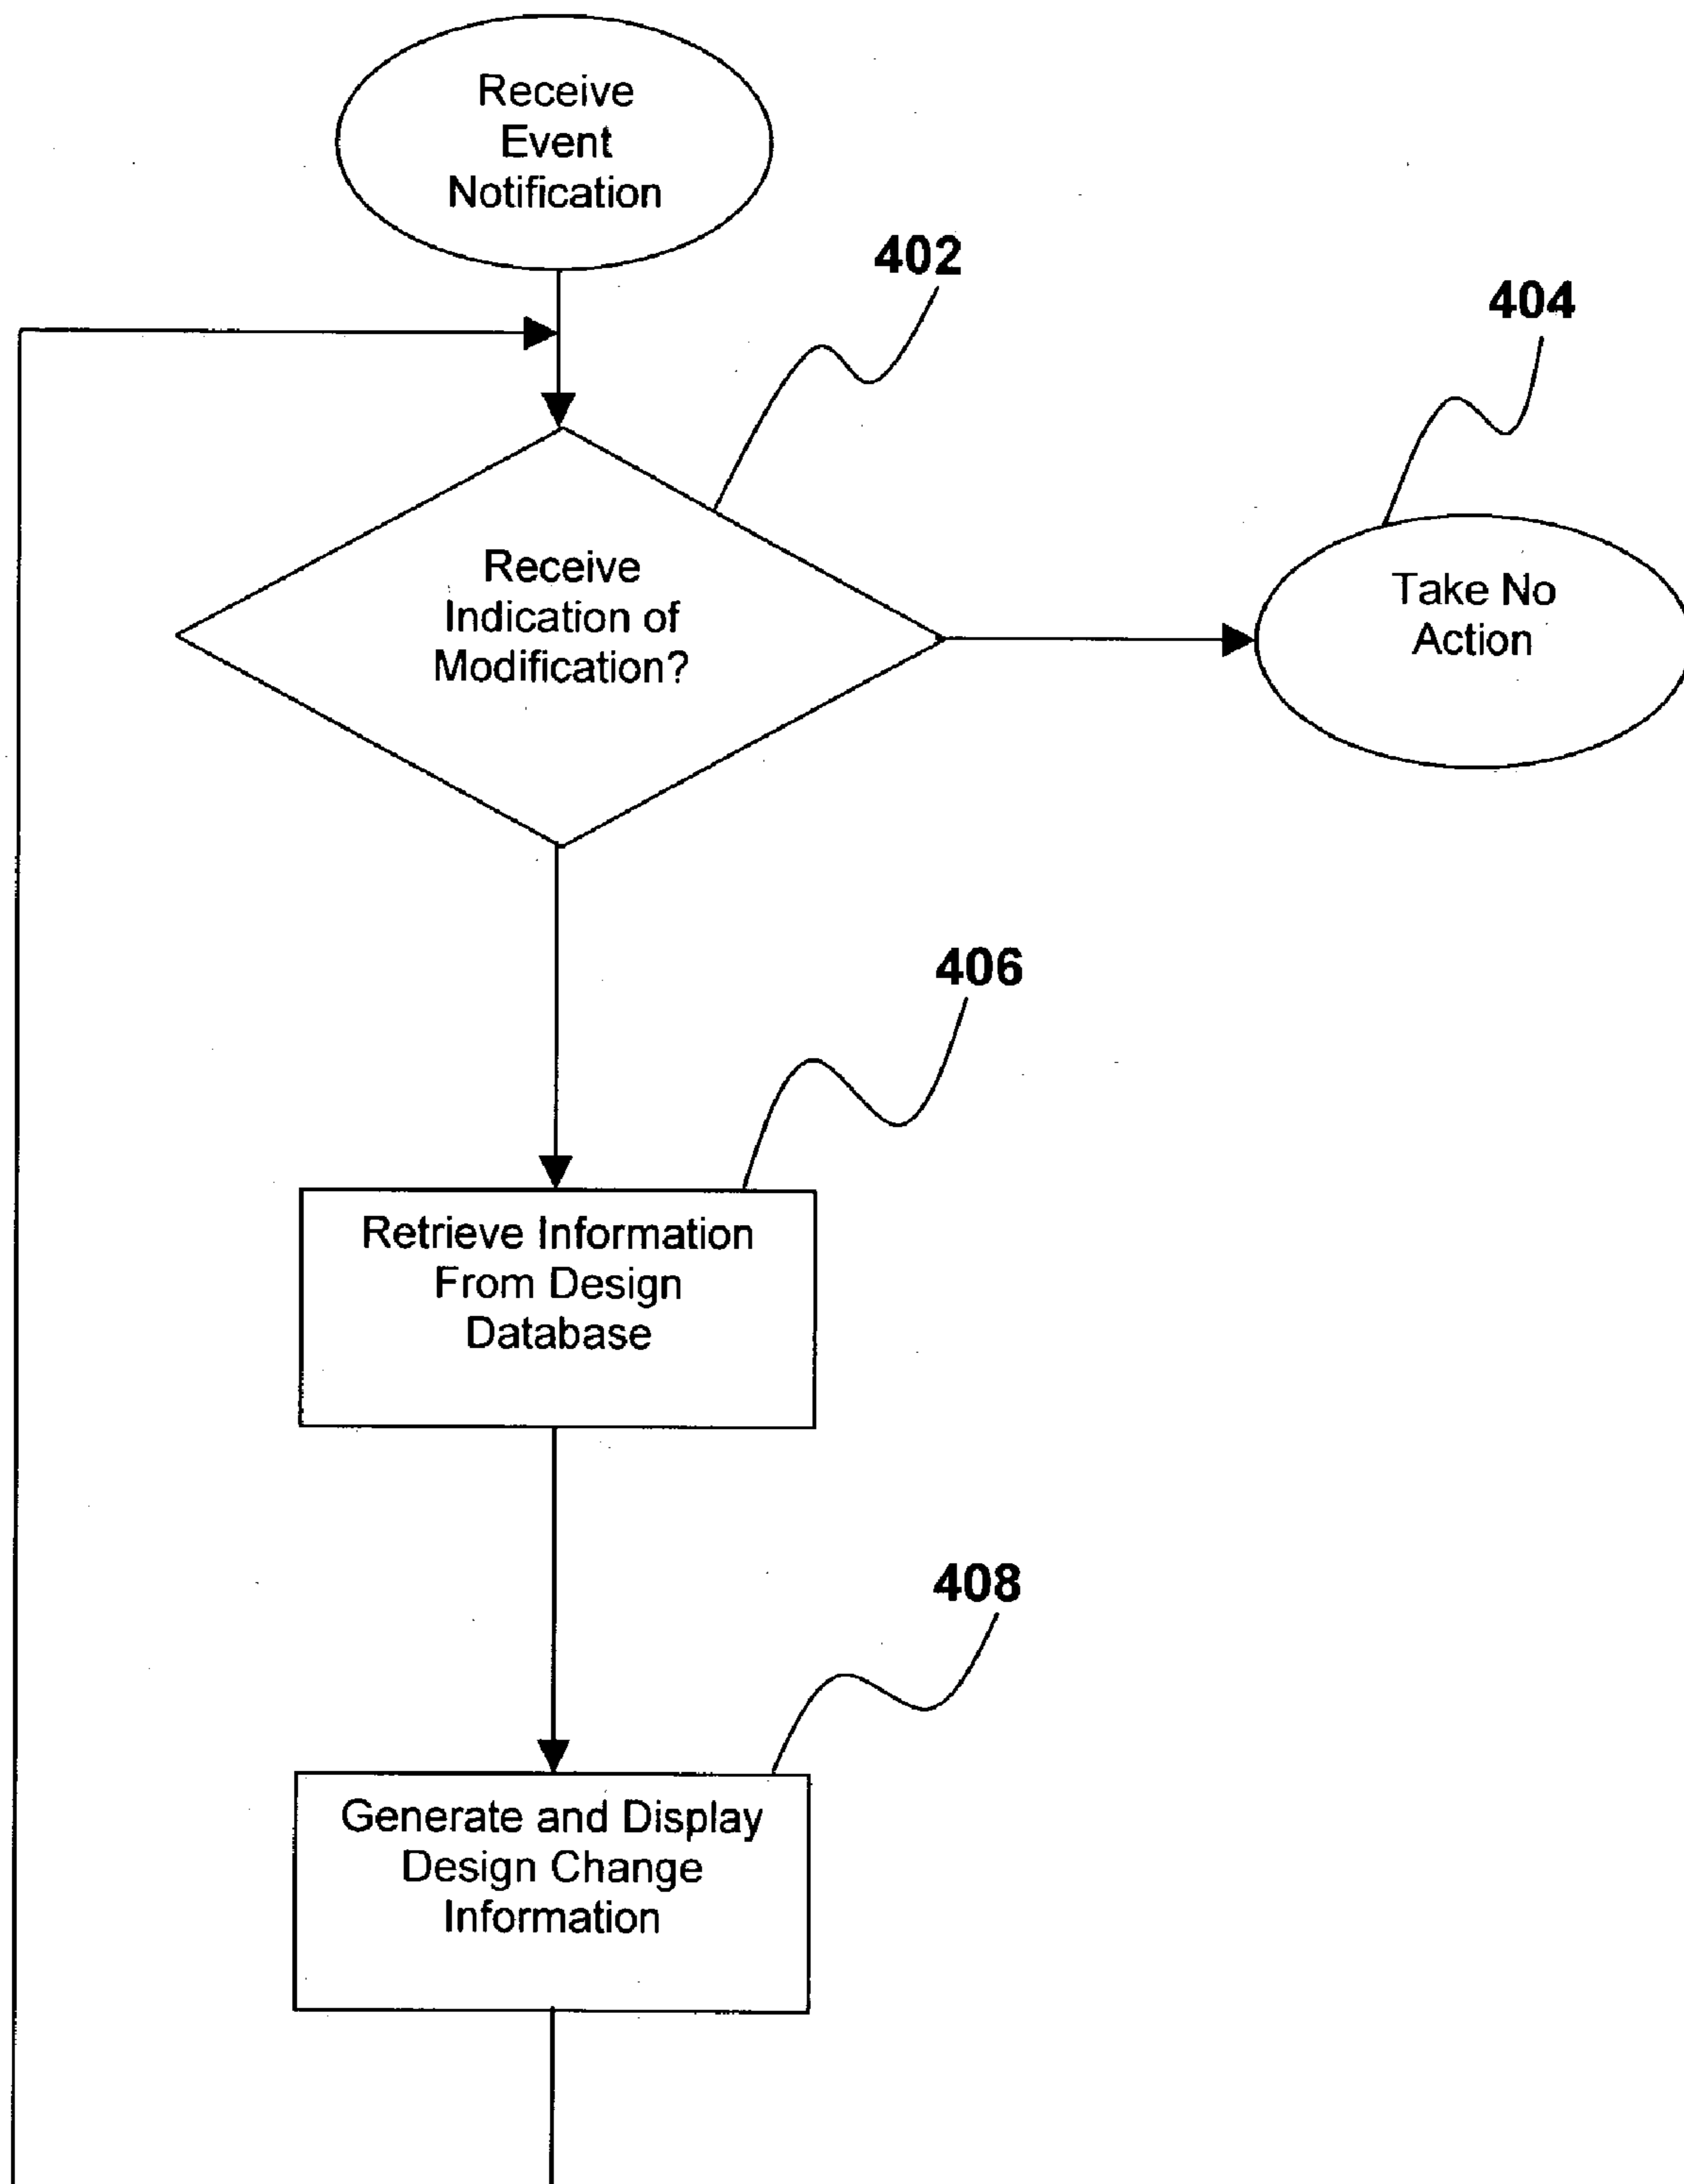 Receive
Event
Notification
402
404
Receive
Indication of
Modification?
Take No
Action
406
Retrieve Information
From Design
Database
408
Generate and Display
Design Change
Information